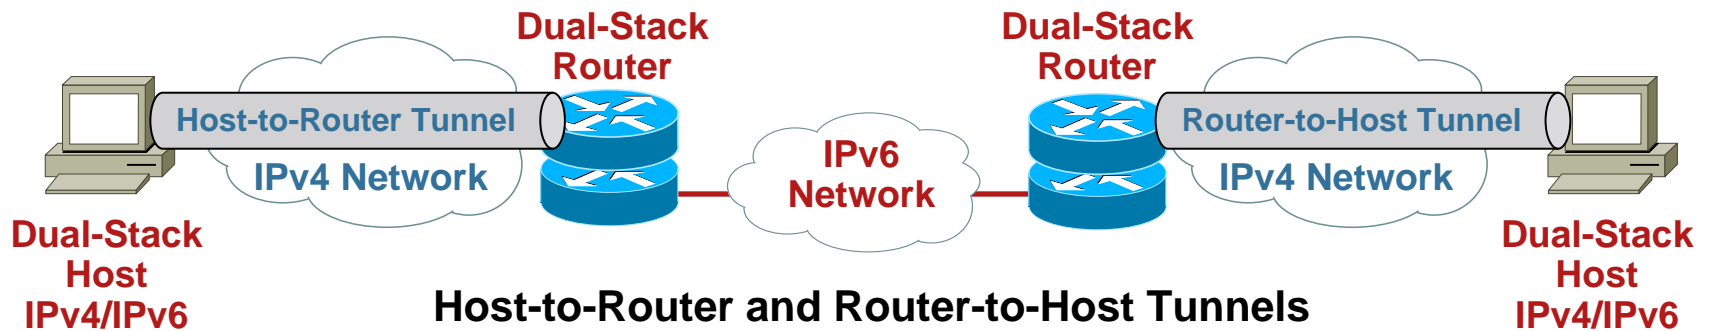 Dual-Stack
Router
Dual-Stack
Router
Host-to-Router Tunnel
IPv4 Network
IPv6
Network
Router-to-Host Tunnel
IPv4 Network
Dual-Stack
Host
IPv4/IPv6
Dual-Stack
Host
IPv4/IPv6
Host-to-Router and Router-to-Host Tunnels